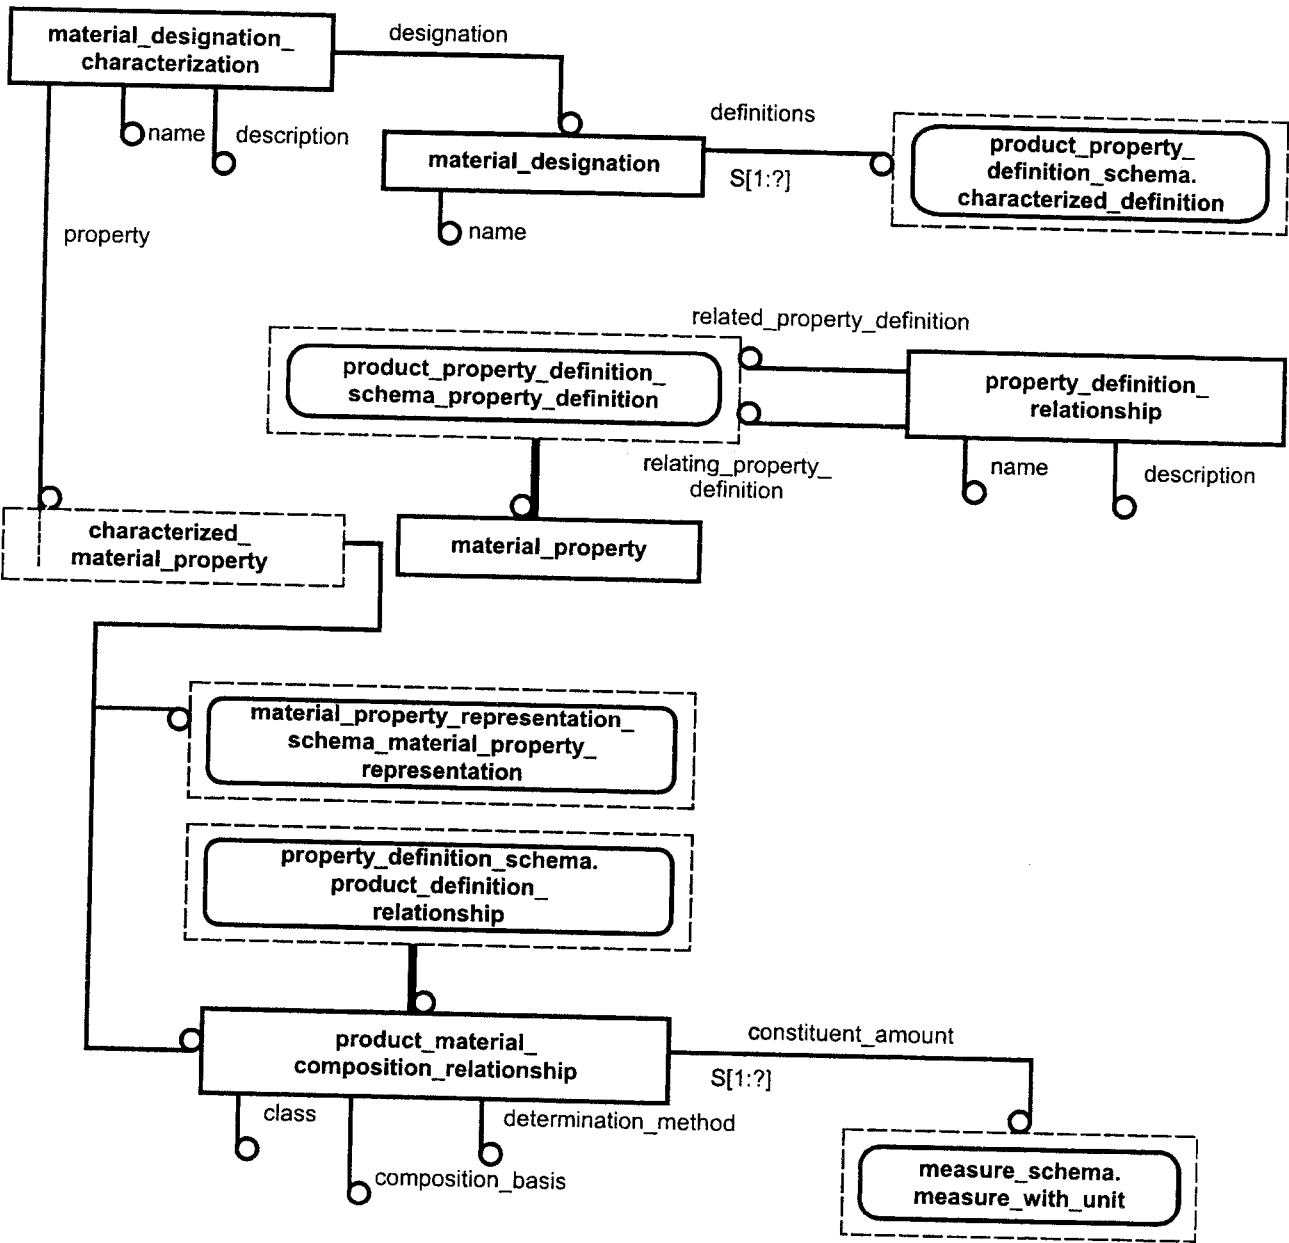 material_designation_
characterization
designation
name
description
material_designation
definitions
S[1:?]
product_property_
definition_schema.
characterized_definition
name
property
related_property_definition
product_property_definition_
schema_property_definition
property_definition_
relationship
relating_property_
definition
name
description
characterized_
material_property
material_property
material_property_representation_
schema_material_property_
representation
property_definition_schema.
product_definition_
relationship
product_material_
composition_relationship
constituent_amount
S[1:?]
class
determination_method
composition_basis
measure_schema.
measure_with_unit